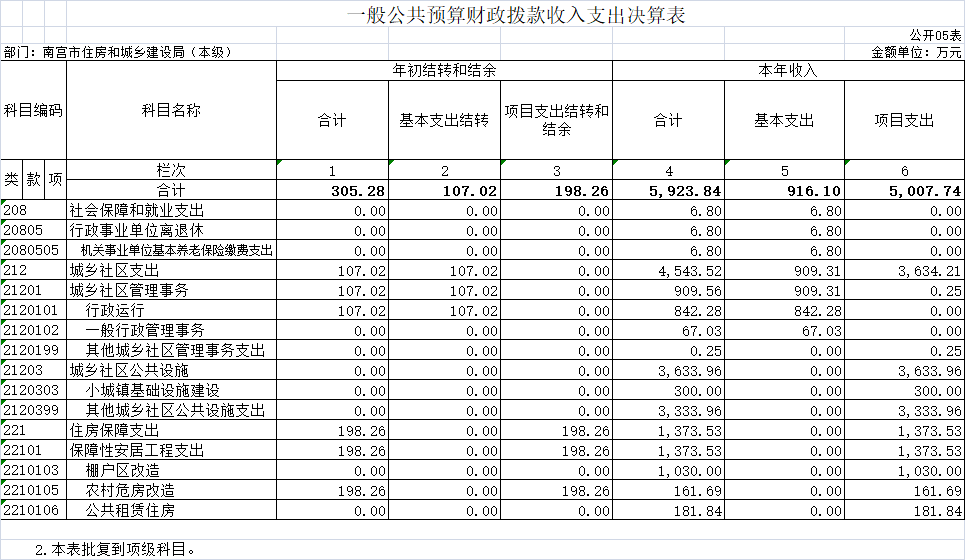 一般公共预算财政拨款收入支出决算表
公开05表
部门：南宫市住房和城乡建设局（本级） 金额单位：万元
科目编码 科目名称 年初结转和结余 本年收入
合计 基本支出结转 项目支出结转和结余 合计 基本支出 项目支出
类 款 项 栏次 1 2 3 4 5 6
合计 305.28 107.02 198.26 5,923.84 916.10 5,007.74
208 社会保障和就业支出 0.00 0.00 0.00 6.80 6.80 0.00
20805 行政事业单位离退休 0.00 0.00 0.00 6.80 6.80 0.00
2080505 机关事业单位基本养老保险缴费支出 0.00 0.00 0.00 6.80 6.80 0.00
212 城乡社区支出 107.02 107.02 0.00 4,543.52 909.31 3,634.21
21201 城乡社区管理事务 107.02 107.02 0.00 909.56 909.31 0.25
2120101 行政运行 107.02 107.02 0.00 842.28 842.28 0.00
2120102 一般行政管理事务 0.00 0.00 0.00 67.03 67.03 0.00
2120199 其他城乡社区管理事务支出 0.00 0.00 0.00 0.25 0.00 0.25
21203 城乡社区公共设施 0.00 0.00 0.00 3,633.96 0.00 3,633.96
2120303 小城镇基础设施建设 0.00 0.00 0.00 300.00 0.00 300.00
2120399 其他城乡社区公共设施支出 0.00 0.00 0.00 3,333.96 0.00 3,333.96
221 住房保障支出 198.26 0.00 198.26 1,373.53 0.00 1,373.53
22101 保障性安居工程支出 198.26 0.00 198.26 1,373.53 0.00 1,373.53
2210103 棚户区改造 0.00 0.00 0.00 1,030.00 0.00 1,030.00
2210105 农村危房改造 198.26 0.00 198.26 161.69 0.00 161.69
2210106 公共租赁住房 0.00 0.00 0.00 181.84 0.00 181.84
2.本表批复到项级科目。